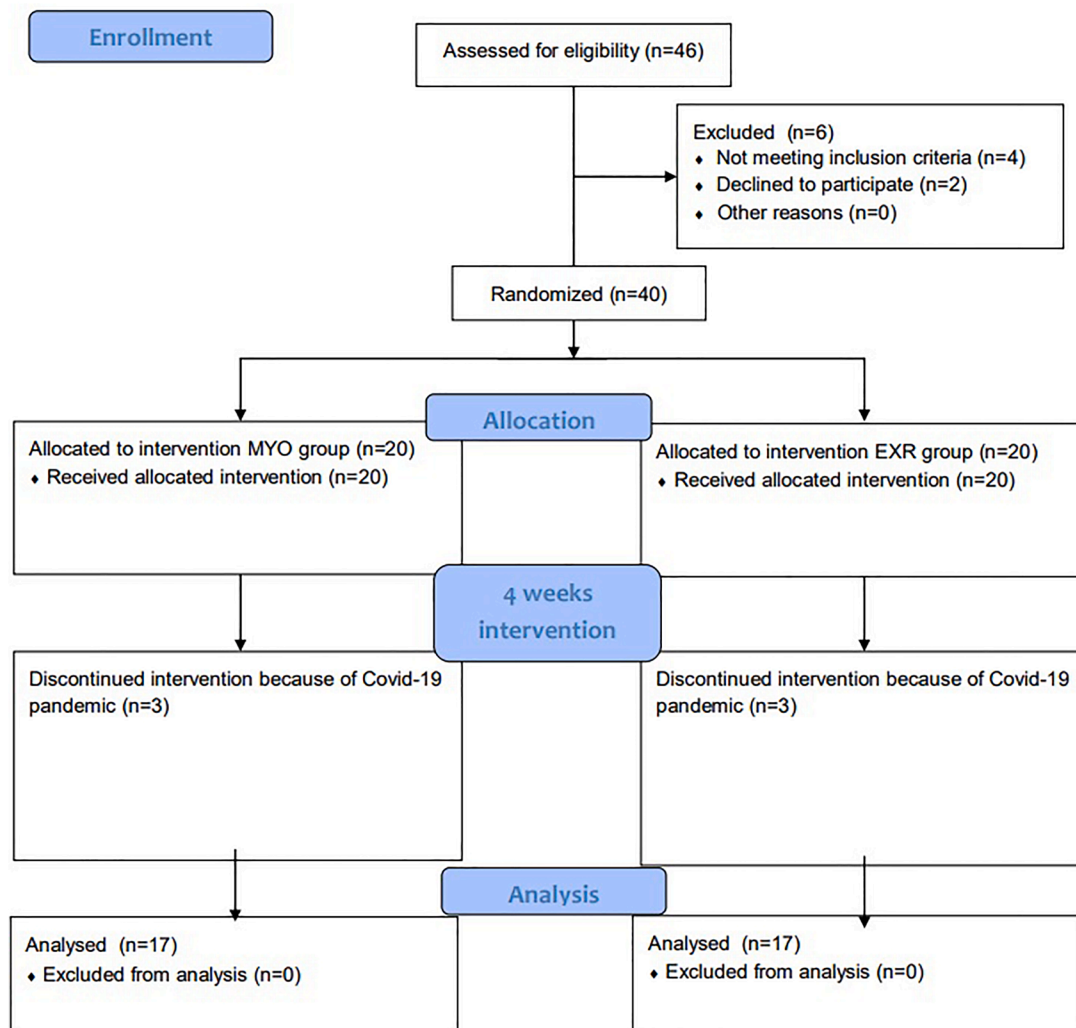 Enrollment
Assessed for eligibility (n=46)
Excluded (n=6)
♦ Not meeting inclusion criteria (n=4)
♦ Declined to participate (n=2)
♦ Other reasons (n=0)
Randomized (n=40)
Allocation
Allocated to intervention MYO group (n=20)
♦ Received allocated intervention (n=20)
Allocated to intervention EXR group (n=20)
♦ Received allocated intervention (n=20)
4 weeks
intervention
Discontinued intervention because of Covid-19
pandemic (n=3)
Discontinued intervention because of Covid-19
pandemic (n=3)
Analysis
Analysed (n=17)
♦ Excluded from analysis (n=0)
Analysed (n=17)
♦ Excluded from analysis (n=0)